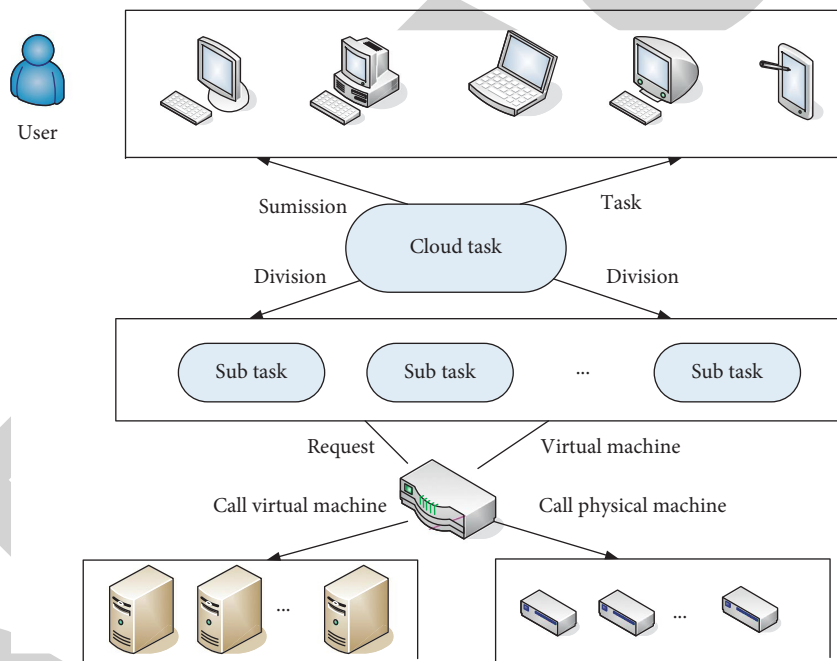 User
Sumission
Task
Cloud task
Division
Division
Sub task
Sub task
...
Sub task
Request
Virtual machine
Call virtual machine
Call physical machine
...
...